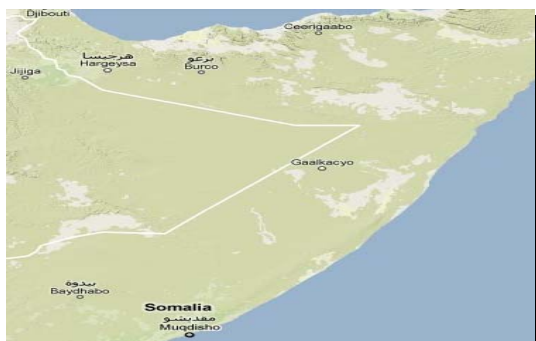 Djibouti
Ceerigaabo
هرجيسا
Hargeysa
برعو
Burco
Jijiga
Gaalkacyo
بيدوة
Baydhabo
Somalia
مقديشو
Muqdisho